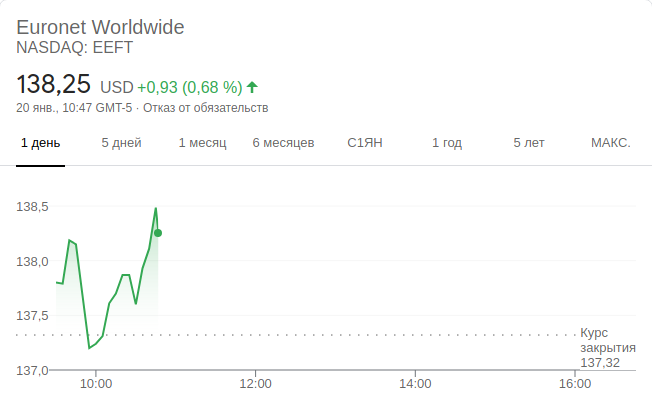 Euronet Worldwide
NASDAQ: EEFT
138,25 USD +0,93 (0,68 %)
20 янв., 10:47 GMT-5 · Отказ от обязательств
1 день 5 дней 1 месяц 6 месяцев С1ЯН 1 год 5 лет МАКС.
138,5
138,0
137,5
Курс
закрытия
137,32
137,0
10:00 12:00 14:00 16:00